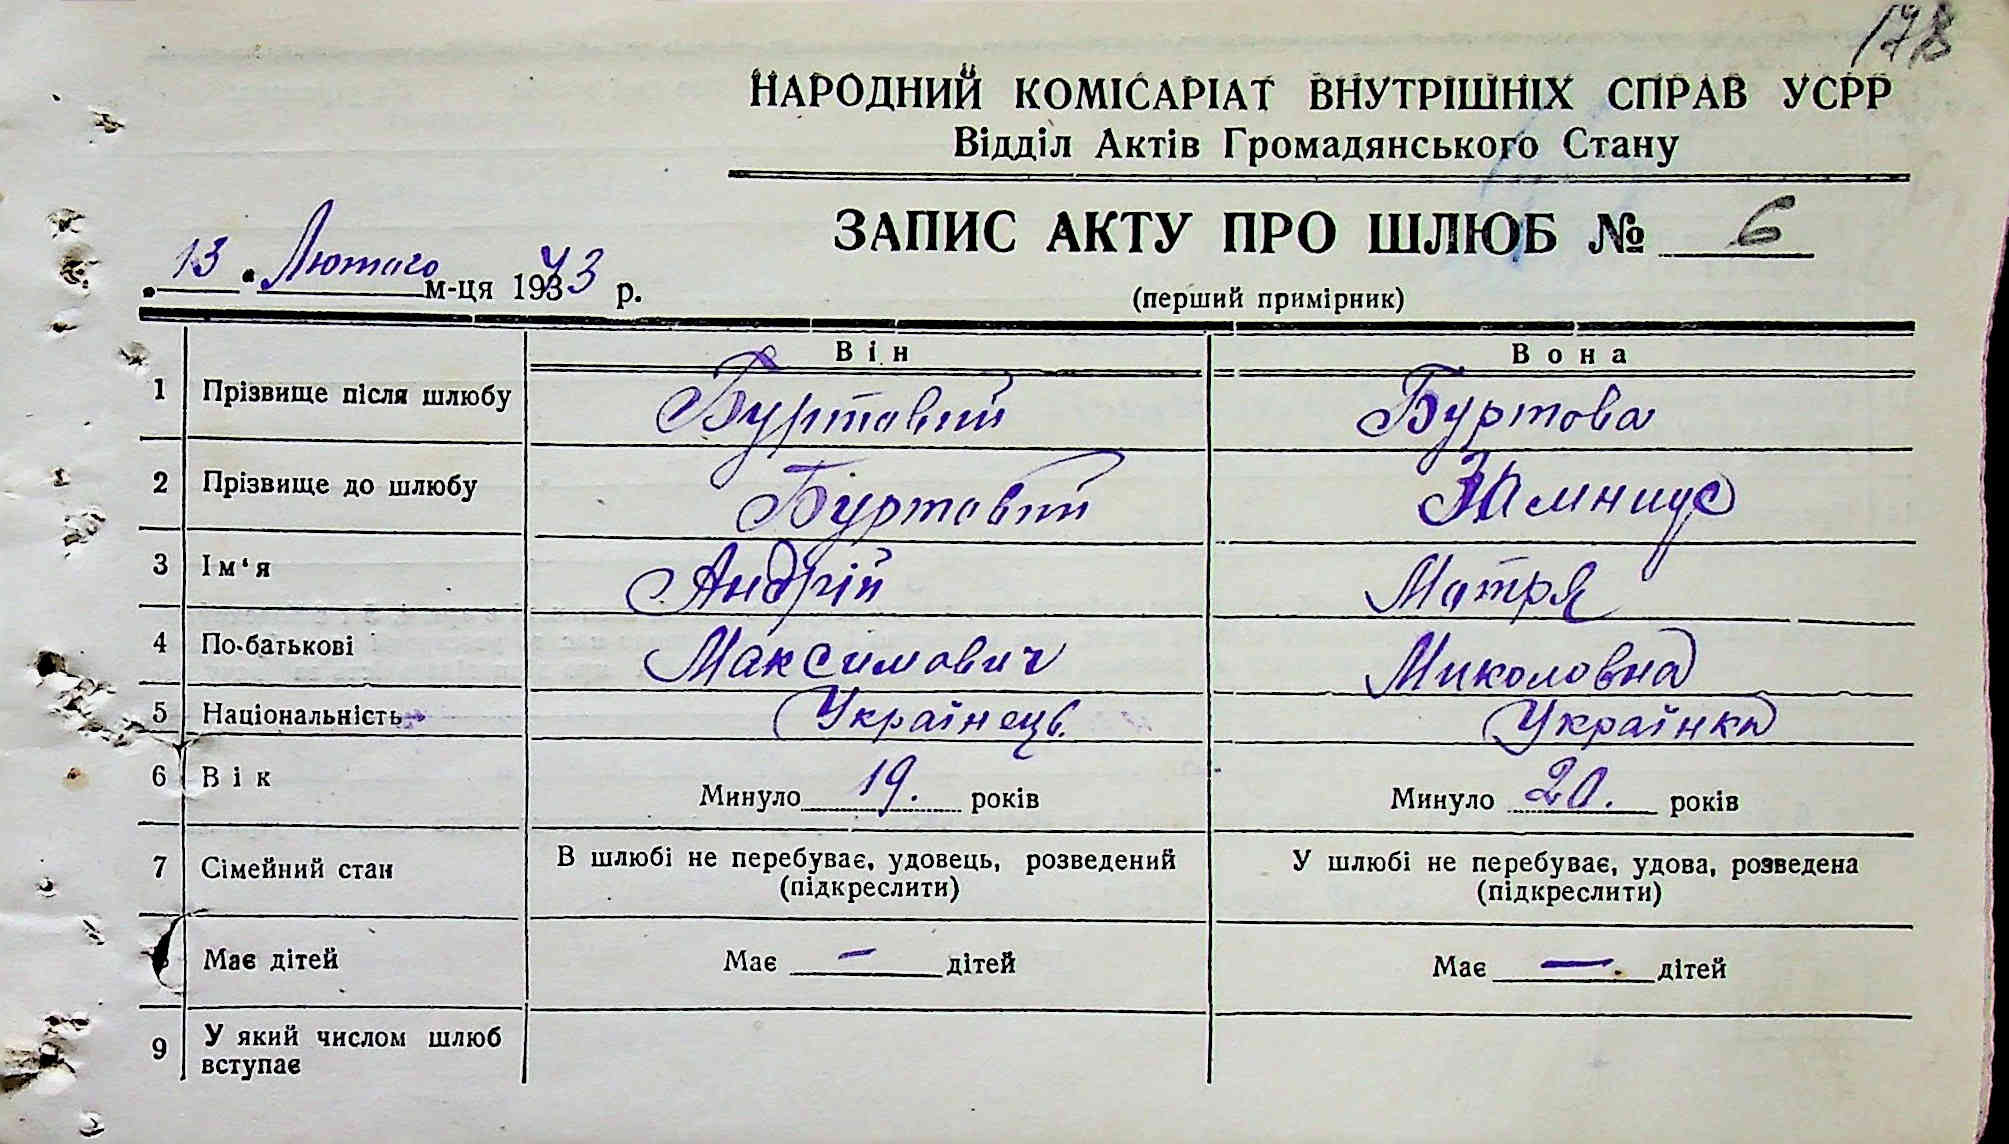 178
НАРОДНИЙ КОМІСАРІАТ ВНУТРІШНІХ СПРАВ УСРР
Відділ Актів Громадянського Стану
ЗАПИС АКТУ ПРО ШЛЮБ № 6
(перший примірник)
13 Лютого м-ця 1943 р.
Він Вона
1 Прізвище після шлюбу Буртовий Буртова
2 Прізвище до шлюбу Буртовий
3 Ім'я Андрій Мотря
4 По-батькові Максимович Миколовна
5 Національність Українець Українка
6 Вік Минуло 19. років Минуло 20. років
7 Сімейний стан В шлюбі не перебуває, удовець, розведений У шлюбі не перебуває, удова, розведена
(підкреслити) (підкреслити)
Має дітей Має — дітей Має —. дітей
9 У який числом шлюб
вступає